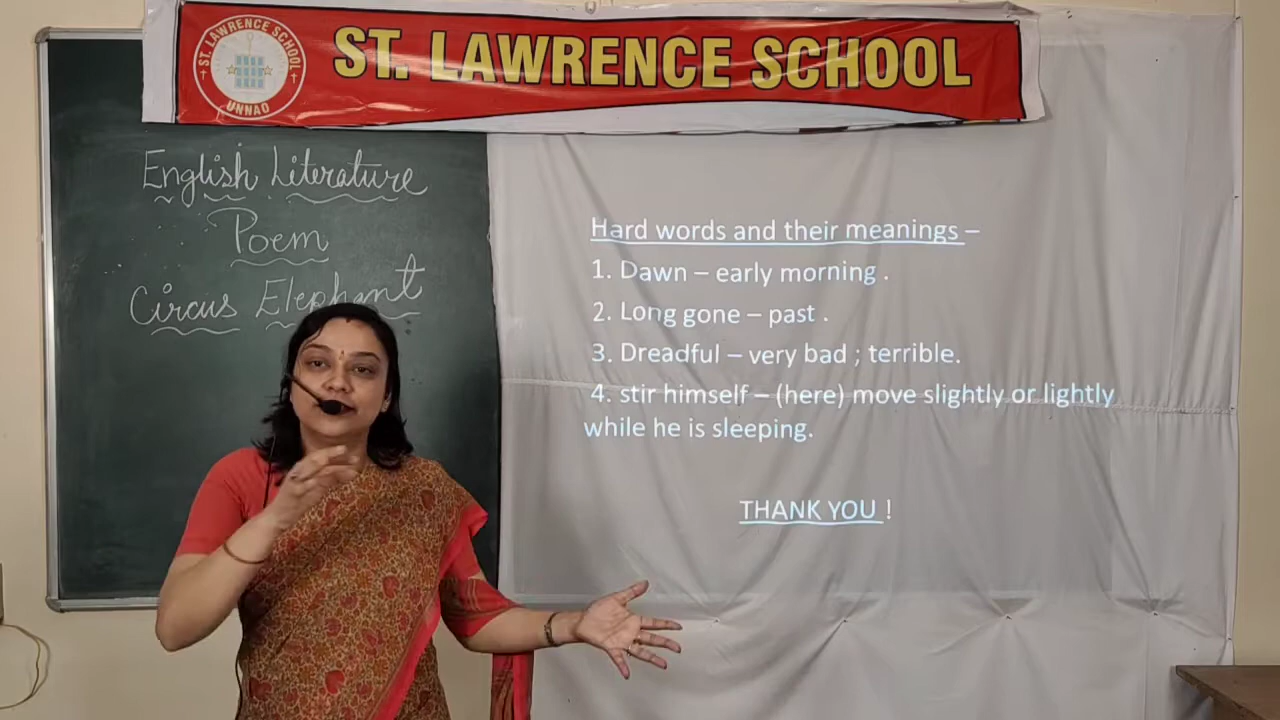 ST. LAWRENCE SCHOOL
ST. LAWRENCE SCHOOL
UNNAO
English Literature
Poem
Circus Elephant
Hard words and their meanings –
1. Dawn – early morning .
2. Long gone – past .
3. Dreadful – very bad ; terrible.
4. stir himself – (here) move slightly or lightly
while he is sleeping.
THANK YOU !